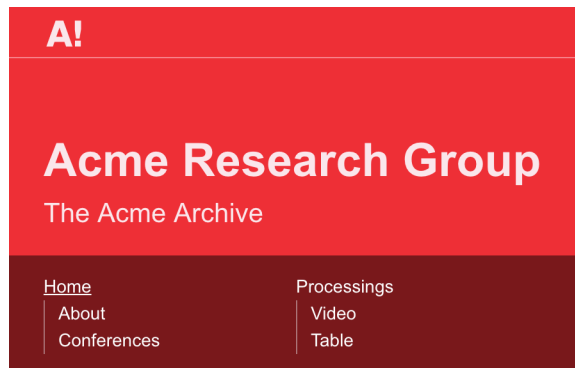 A!
Acme Research Group
The Acme Archive
Home
About
Conferences
Processings
Video
Table